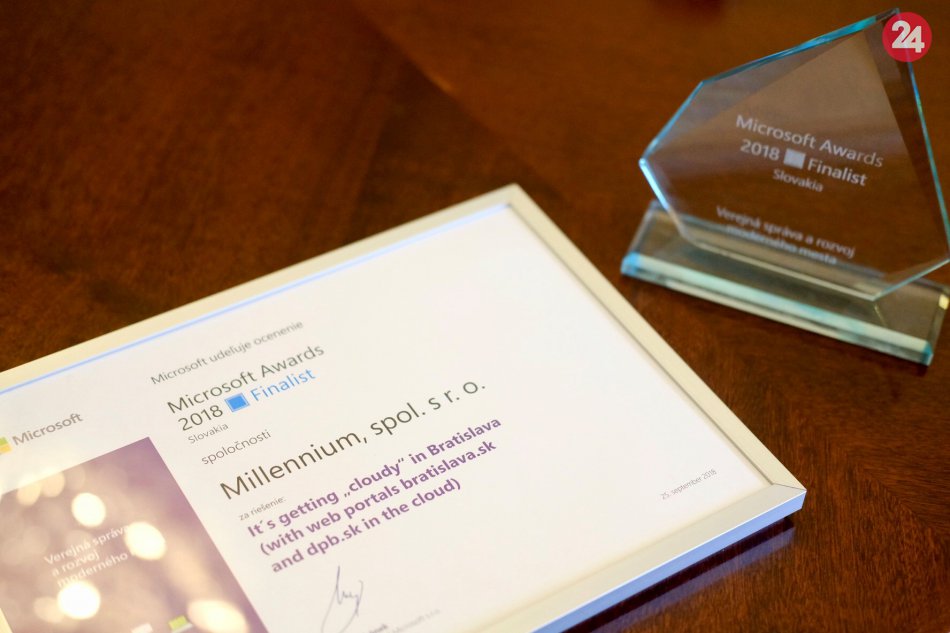 24
Microsoft Awards
2018 Finalist
Slovakia
Verejná správa a rozvoj
moderného mesta
Microsoft udeľuje ocenenie
Microsoft Awards
2018 Finalist
Slovakia
spoločnosti
Millennium, spol. s r. o.
za riešenie:
It´s getting „cloudy“ in Bratislava
(with web portals bratislava.sk
and dpb.sk in the cloud)
25. september 2018
Microsoft
Verejná správa
a rozvoj
moderného
Microsoft s.r.o.